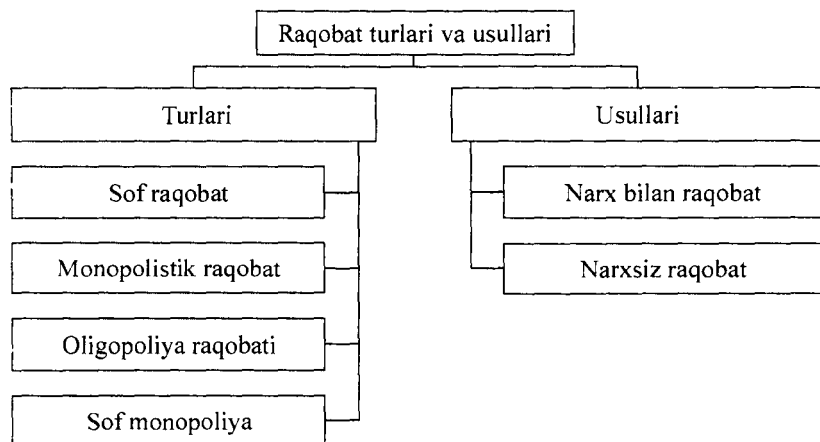 Raqobat turlari va usullari
Turlari
Usullari
Sof raqobat
Narx bilan raqobat
Monopolistik raqobat
Narxsiz raqobat
Oligopoliya raqobati
Sof monopoliya